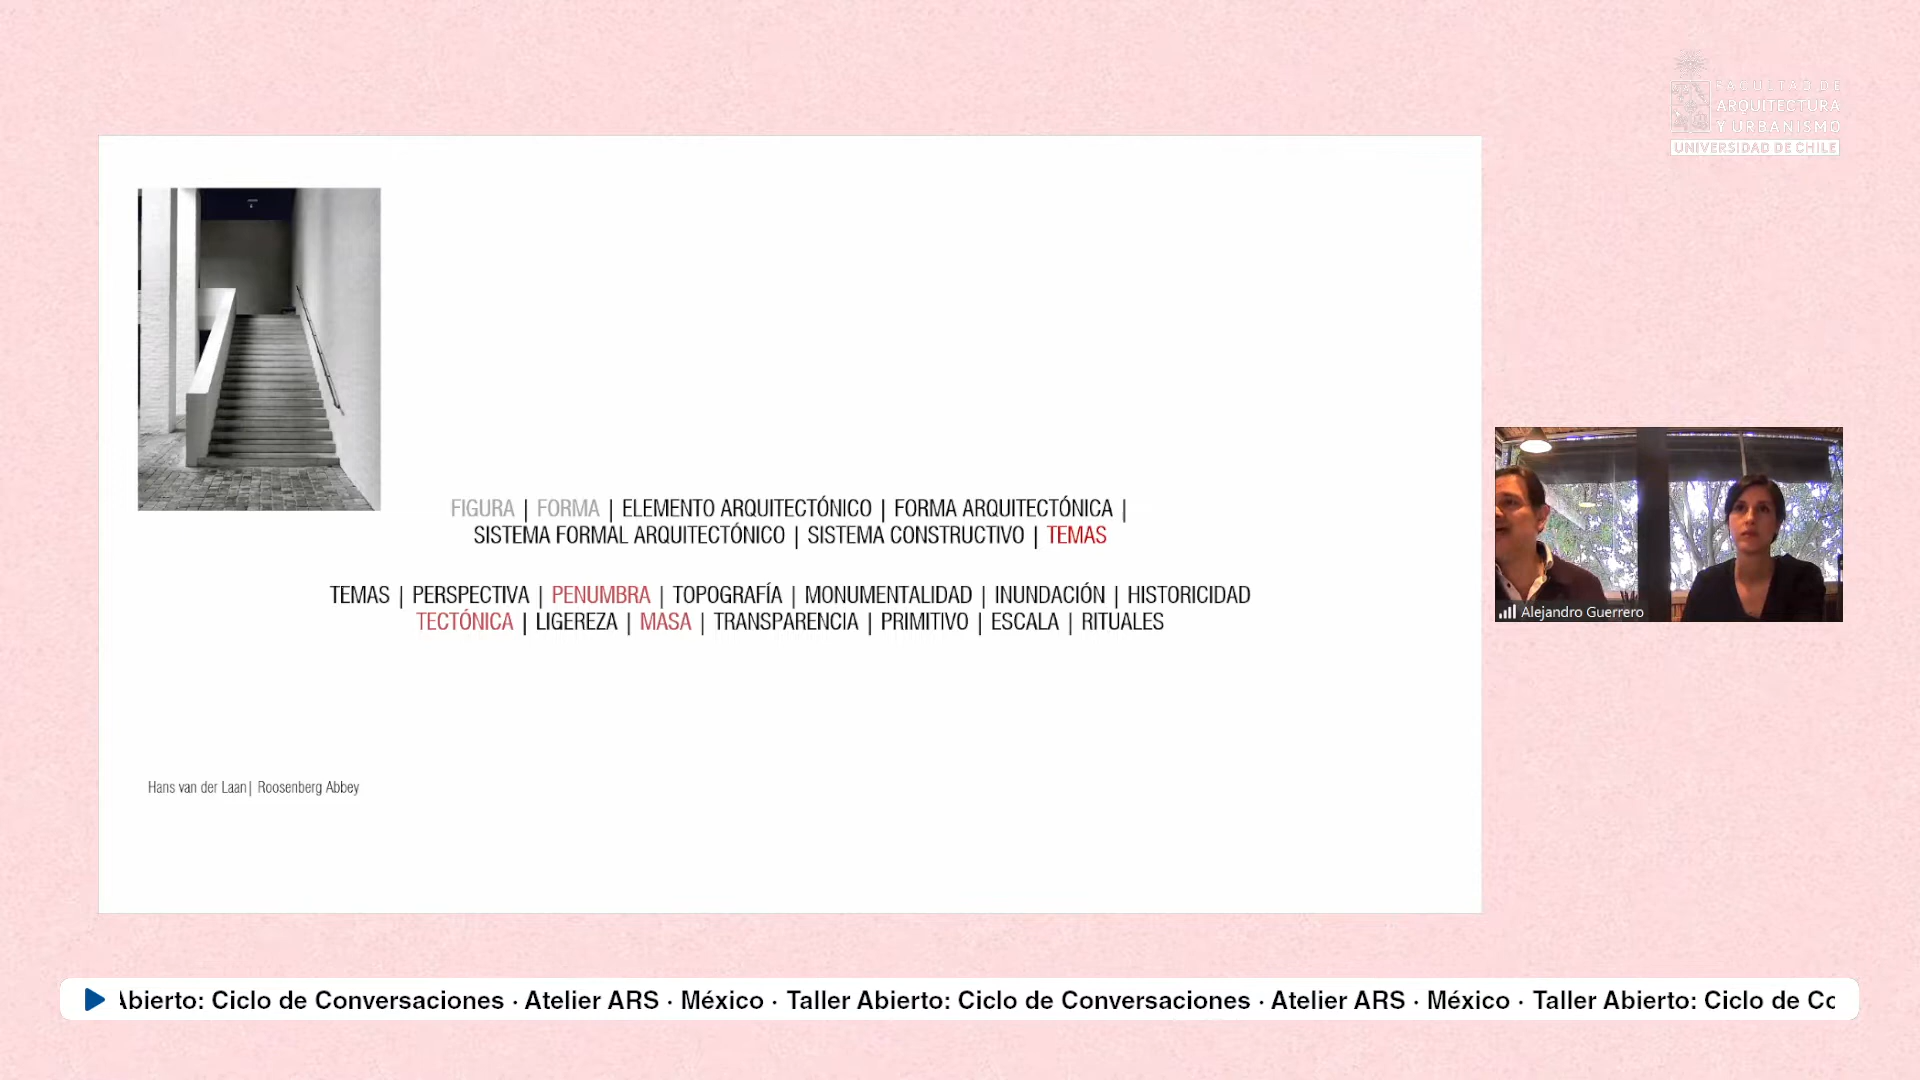 FACULTAD DE
ARQUITECTURA
Y URBANISMO
UNIVERSIDAD DE CHILE
FIGURA | FORMA | ELEMENTO ARQUITECTÓNICO | FORMA ARQUITECTÓNICA |
SISTEMA FORMAL ARQUITECTÓNICO | SISTEMA CONSTRUCTIVO | TEMAS
TEMAS | PERSPECTIVA | PENUMBRA | TOPOGRAFÍA | MONUMENTALIDAD | INUNDACIÓN | HISTORICIDAD
TECTÓNICA | LIGEREZA | MASA | TRANSPARENCIA | PRIMITIVO | ESCALA | RITUALES
Alejandro Guerrero
Hans van der Laan| Roosenberg Abbey
Abierto: Ciclo de Conversaciones · Atelier ARS · México · Taller Abierto: Ciclo de Conversaciones · Atelier ARS · México · Taller Abierto: Ciclo de Co